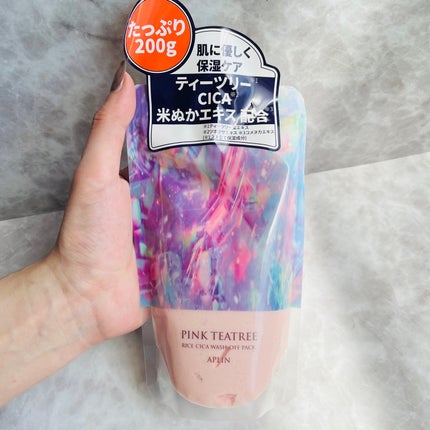 たっぷり
200g
肌に優しく
保湿ケア
ティーツリー
CICA
米ぬかエキス 配合
PINK TEATREE
RICE CICA WASH OFF PACK
APLIN